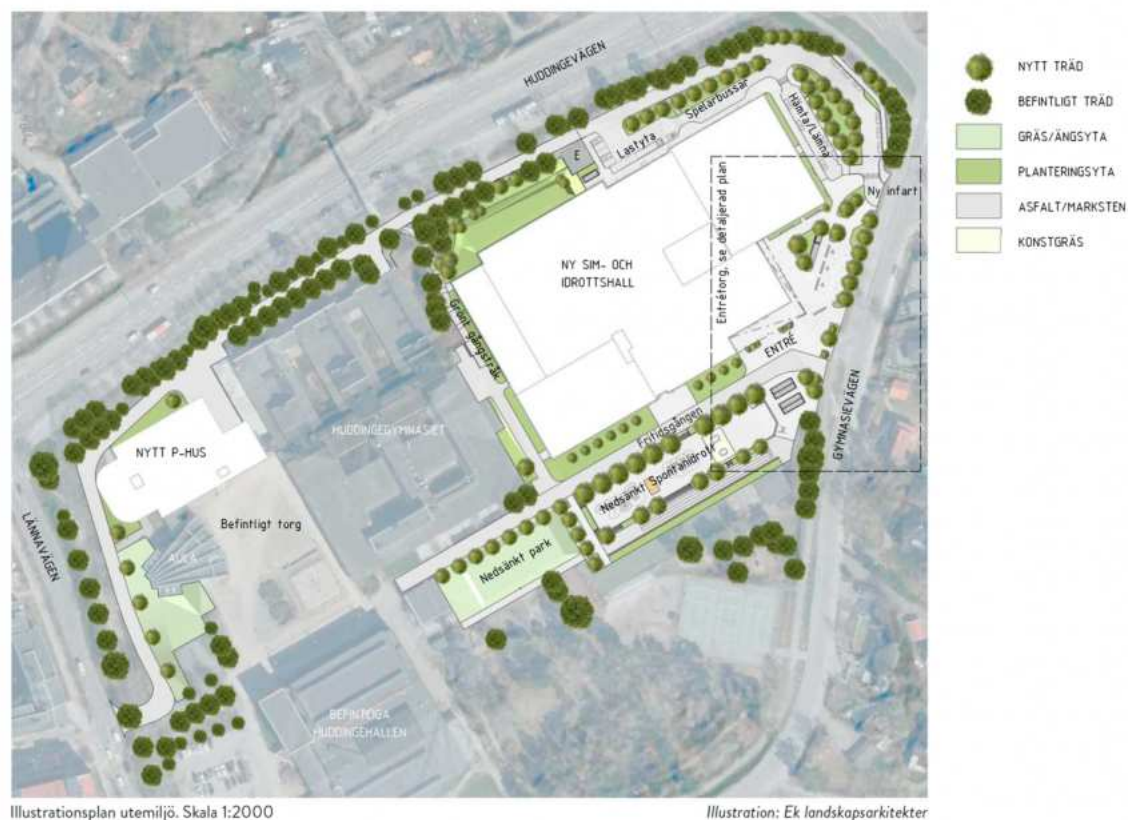 HUDDINGEVÄGEN
Spelarbussar
Lastyta
Hämta/Lämna
E
Ny infart
Entrétorg, se detaljerad plan
NY SIM- OCH
IDROTTSHALL
Grönt gångstråk
ENTRÉ
GYMNASIEVÄGEN
Fritidsgången
HUDDINGEGYMNASIET
NYTT P-HUS
Nedsänkt Spontanidrott
Befintligt torg
LÄNNAVÄGEN
AULA
Nedsänkt park
BEFINTLIGA
HUDDINGEHALLEN
NYTT TRÄD
BEFINTLIGT TRÄD
GRÄS/ÄNGSYTA
PLANTERINGSYTA
ASFALT/MARKSTEN
KONSTGRÄS
Illustrationsplan utemiljö. Skala 1:2000
Illustration: Ek landskapsarkitekter